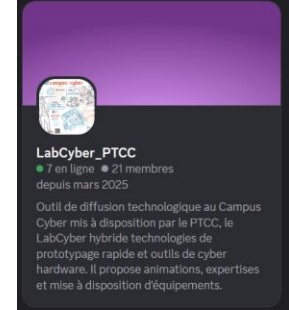 campus cyber
LabCyber_PTCC
7 en ligne 21 membres
depuis mars 2025
Outil de diffusion technologique au Campus
Cyber mis à disposition par le PTCC, le
LabCyber hybride technologies de
prototypage rapide et outils de cyber
hardware. Il propose animations, expertises
et mise à disposition d'équipements.